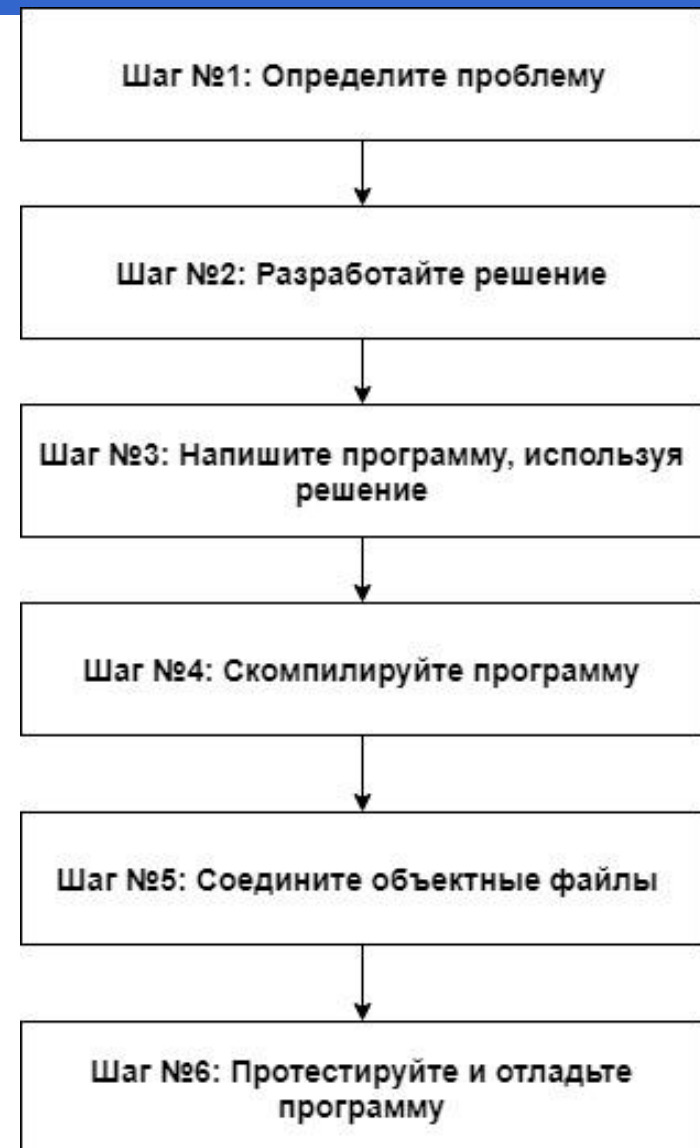 Шаг №1: Определите проблему
Шаг №2: Разработайте решение
Шаг №3: Напишите программу, используя
решение
Шаг №4: Скомпилируйте программу
Шаг №5: Соедините объектные файлы
Шаг №6: Протестируйте и отладьте
программу